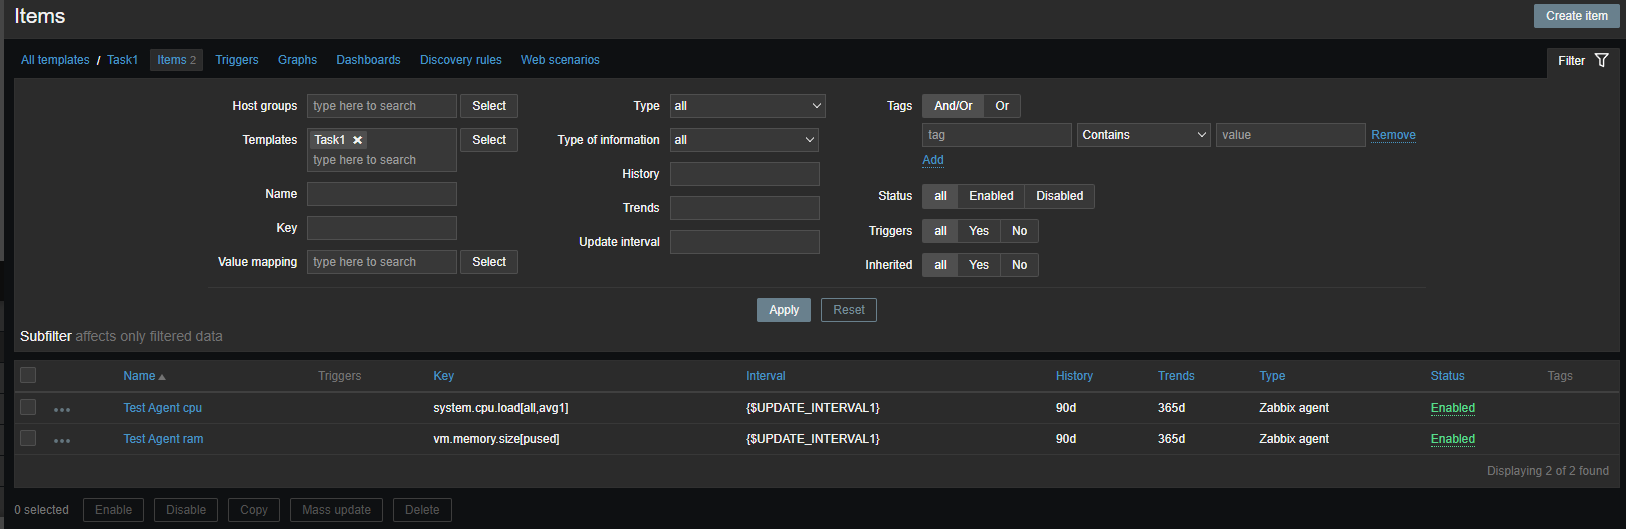 Items
Create item
All templates / Task1 Items 2 Triggers Graphs Dashboards Discovery rules Web scenarios
Filter
Host groups type here to search Select
Templates Task1 Select
type here to search
Name
Key
Value mapping type here to search Select
Type all
Type of information all
History
Trends
Update interval
Tags And/Or Or
tag Contains value Remove
Add
Status all Enabled Disabled
Triggers all Yes No
Inherited all Yes No
Apply Reset
Subfilter affects only filtered data
Name Triggers Key Interval History Trends Type Status Tags
Test Agent cpu system.cpu.load[all,avg1] {$UPDATE_INTERVAL1} 90d 365d Zabbix agent Enabled
Test Agent ram vm.memory.size[pused] {$UPDATE_INTERVAL1} 90d 365d Zabbix agent Enabled
Displaying 2 of 2 found
0 selected Enable Disable Copy Mass update Delete